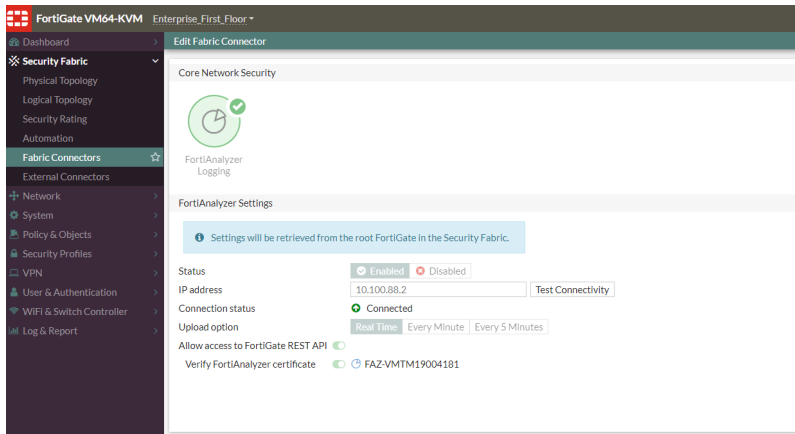 FortiGate VM64-KVM Enterprise_First_Floor
Dashboard
Edit Fabric Connector
Security Fabric
Physical Topology
Logical Topology
Security Rating
Automation
Fabric Connectors
External Connectors
Network
System
Policy & Objects
Security Profiles
VPN
User & Authentication
WiFi & Switch Controller
Log & Report
Core Network Security
FortiAnalyzer
Logging
FortiAnalyzer Settings
Settings will be retrieved from the root FortiGate in the Security Fabric.
Status Enabled Disabled
IP address 10.100.88.2 Test Connectivity
Connection status Connected
Upload option Real Time Every Minute Every 5 Minutes
Allow access to FortiGate REST API
Verify FortiAnalyzer certificate FAZ-VMTM19004181